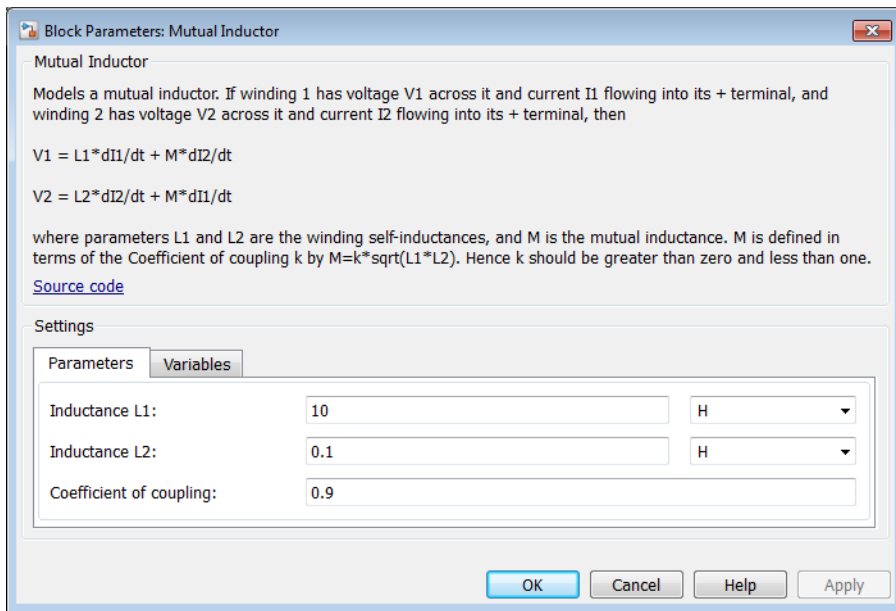 Block Parameters: Mutual Inductor
Mutual Inductor
Models a mutual inductor. If winding 1 has voltage V1 across it and current I1 flowing into its + terminal, and
winding 2 has voltage V2 across it and current I2 flowing into its + terminal, then
V1 = L1*dI1/dt + M*dI2/dt
V2 = L2*dI2/dt + M*dI1/dt
where parameters L1 and L2 are the winding self-inductances, and M is the mutual inductance. M is defined in
terms of the Coefficient of coupling k by M=k*sqrt(L1*L2). Hence k should be greater than zero and less than one.
Source code
Settings
Parameters Variables
Inductance L1: 10 H
Inductance L2: 0.1 H
Coefficient of coupling: 0.9
OK Cancel Help Apply